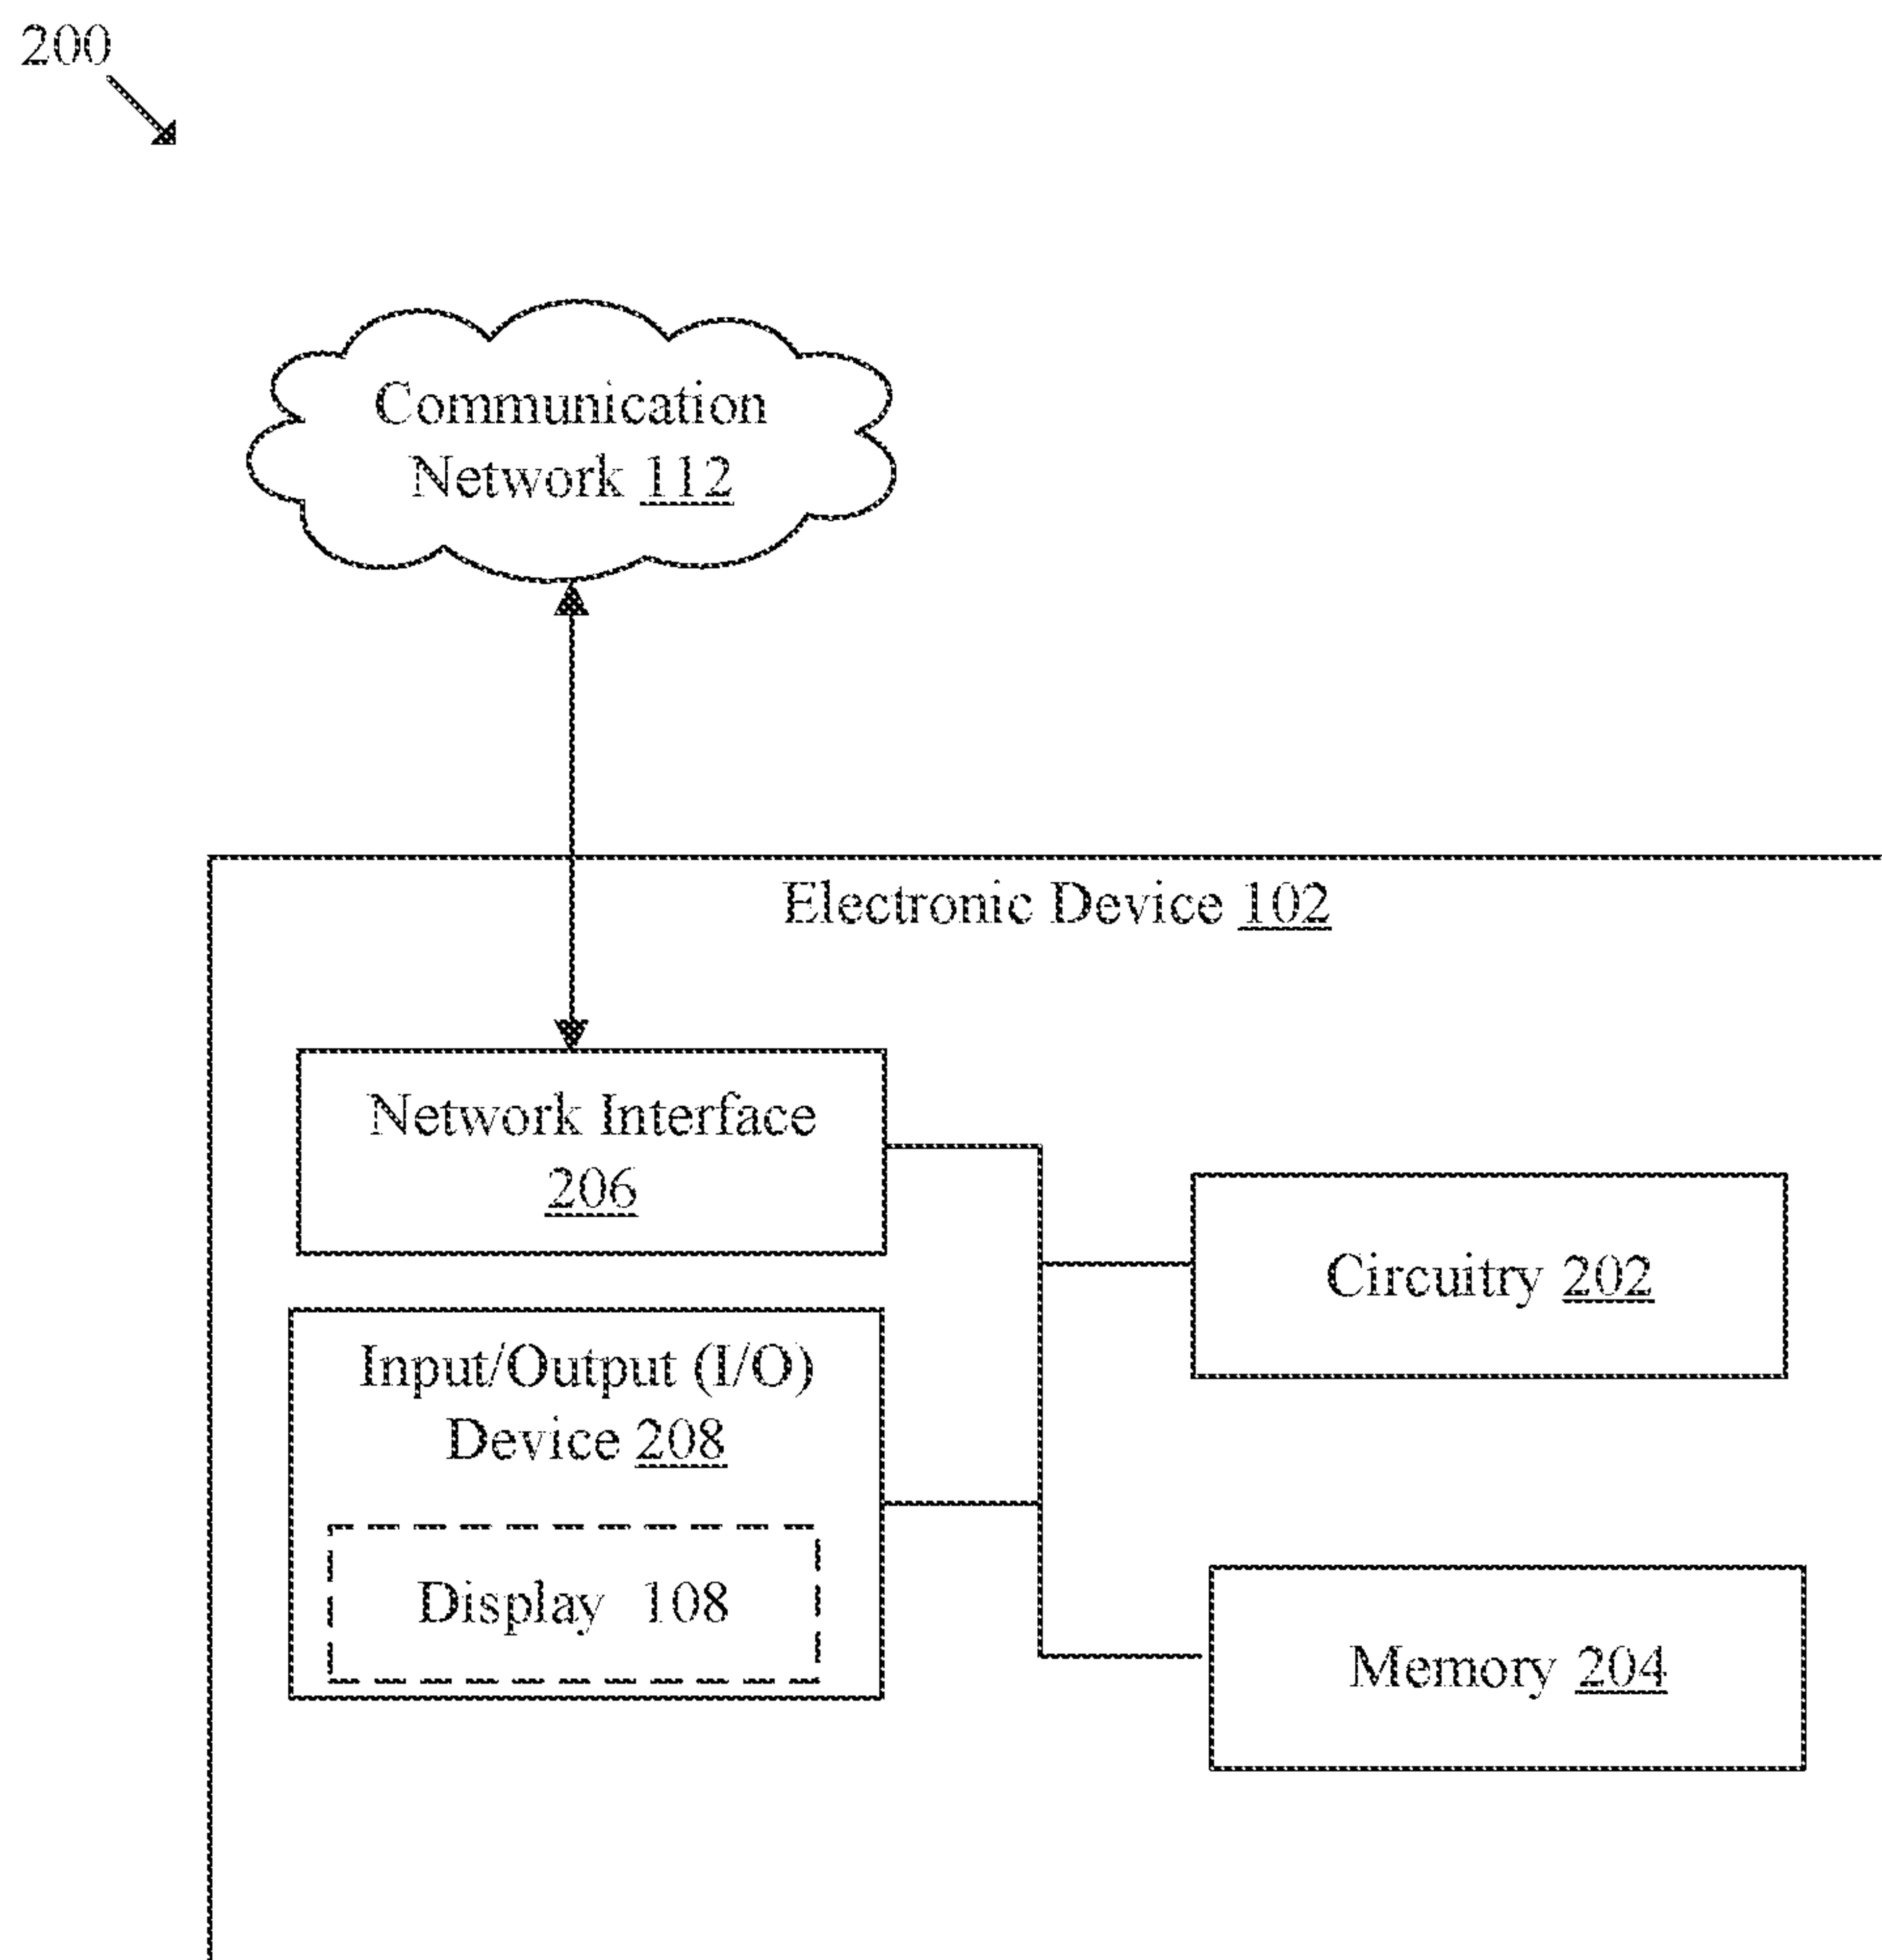 200
Communication
Network 112
Electronic Device 102
Network Interface
206
Circuitry 202
Input/Output (I/O)
Device 208
Display 108
Memory 204